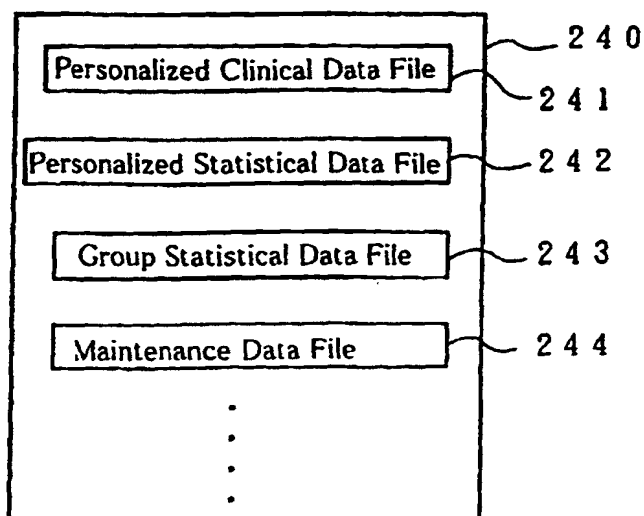 240
Personalized Clinical Data File
241
Personalized Statistical Data File
242
Group Statistical Data File
243
Maintenance Data File
244